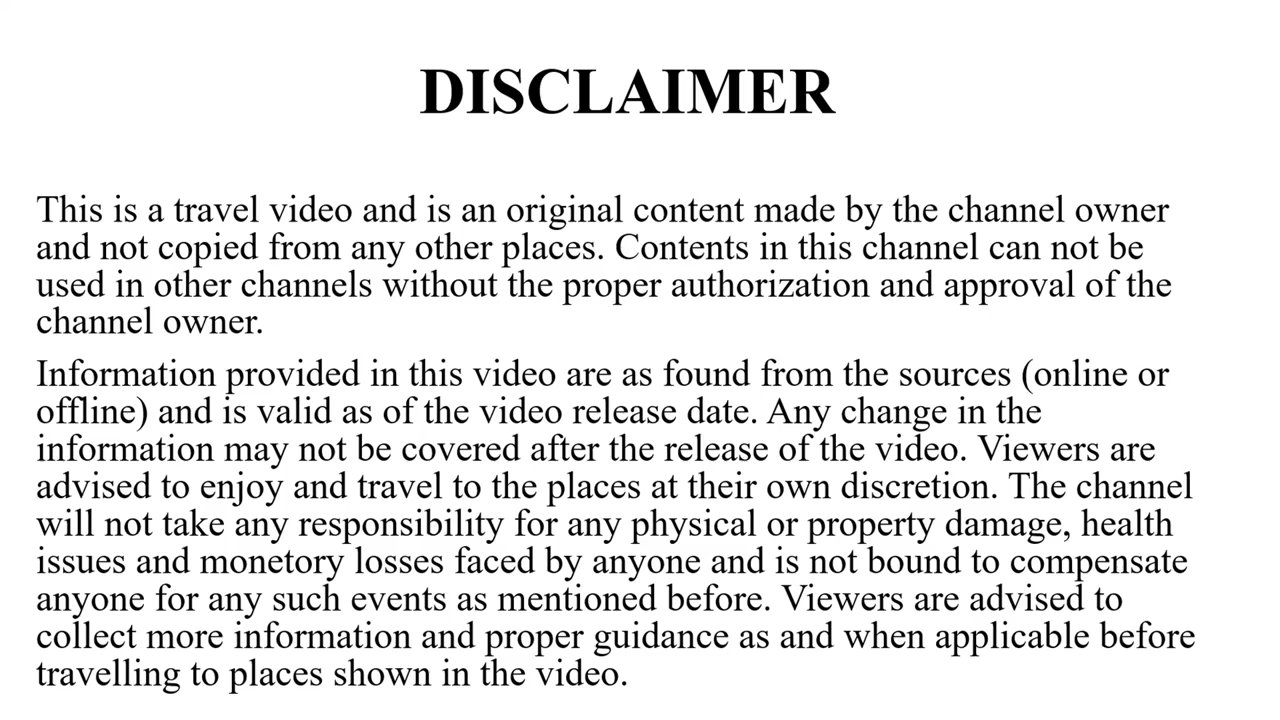 DISCLAIMER
This is a travel video and is an original content made by the channel owner
and not copied from any other places. Contents in this channel can not be
used in other channels without the proper authorization and approval of the
channel owner.
Information provided in this video are as found from the sources (online or
offline) and is valid as of the video release date. Any change in the
information may not be covered after the release of the video. Viewers are
advised to enjoy and travel to the places at their own discretion. The channel
will not take any responsibility for any physical or property damage, health
issues and monetory losses faced by anyone and is not bound to compensate
anyone for any such events as mentioned before. Viewers are advised to
collect more information and proper guidance as and when applicable before
travelling to places shown in the video.